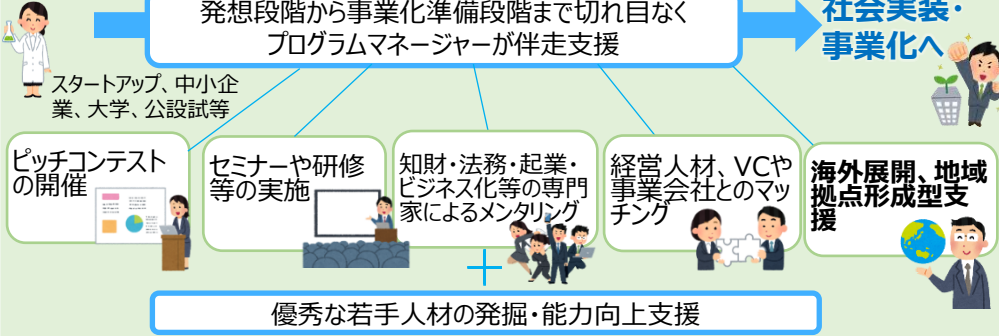 発想段階から事業化準備段階まで切れ目なく
プログラムマネージャーが伴走支援
社会実装・
事業化へ
スタートアップ、中小企
業、大学、公設試等
ピッチコンテスト
の開催
セミナーや研修
等の実施
知財・法務・起業・
ビジネス化等の専門
家によるメンタリング
経営人材、VCや
事業会社とのマッ
チング
海外展開、地域
拠点形成型支
援
優秀な若手人材の発掘・能力向上支援